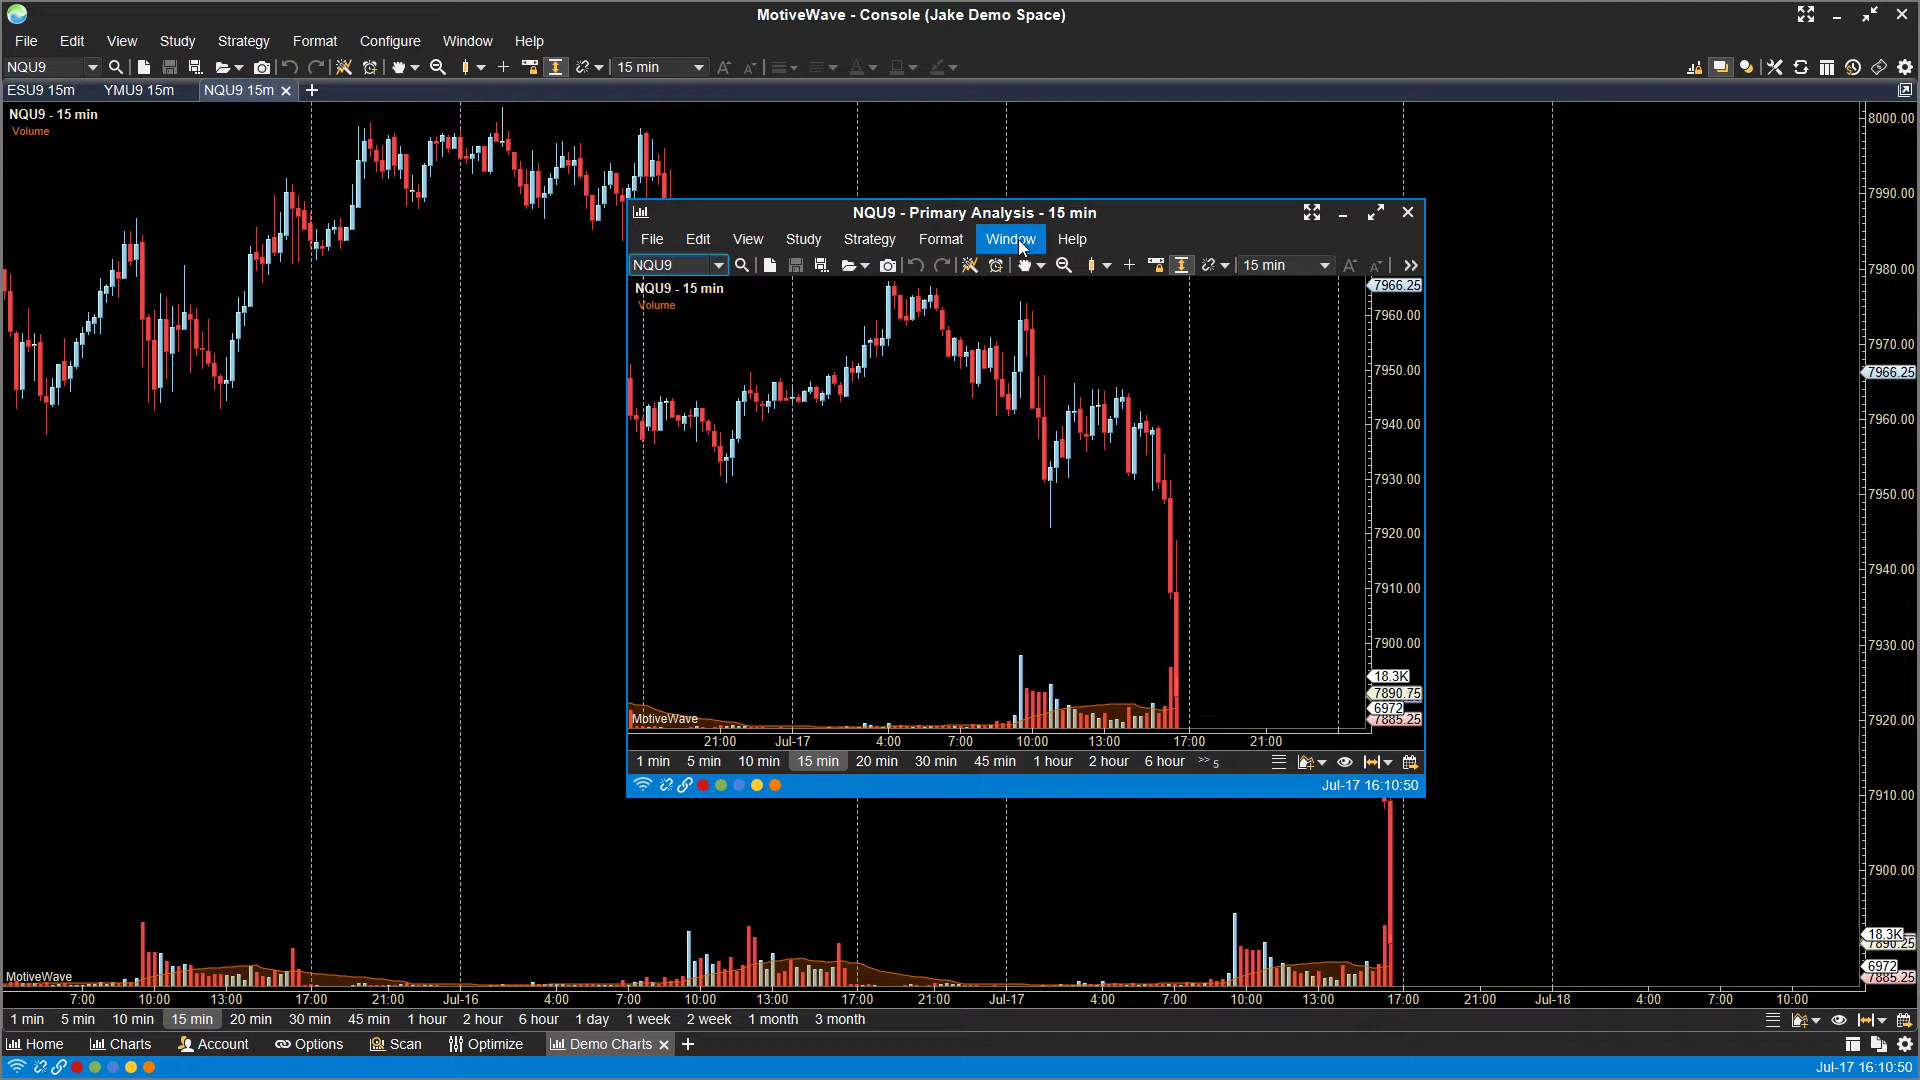 MotiveWave - Console (Jake Demo Space)
File Edit View Study Strategy Format Configure Window Help
NQU9 15 min
ESU9 15m YMU9 15m NQU9 15m
NQU9 - 15 min
Volume
8000.00
7990.00
7980.00
7970.00
7966.25
7960.00
7950.00
7940.00
7930.00
7920.00
7910.00
7900.00
18.3K
7890.25
6972
7885.25
NQU9 - Primary Analysis - 15 min
File Edit View Study Strategy Format Window Help
NQU9 15 min
NQU9 - 15 min
Volume
7966.25
7960.00
7950.00
7940.00
7930.00
7920.00
7910.00
7900.00
18.3K
7890.75
6972
7885.25
MotiveWave
21:00 Jul-17 4:00 7:00 10:00 13:00 17:00 21:00
1 min 5 min 10 min 15 min 20 min 30 min 45 min 1 hour 2 hour 6 hour >> 5
Jul-17 16:10:50
MotiveWave
7:00 10:00 13:00 17:00 21:00 Jul-16 4:00 7:00 10:00 13:00 17:00 21:00 Jul-17 4:00 7:00 10:00 13:00 17:00 21:00 Jul-18 4:00 7:00 10:00
1 min 5 min 10 min 15 min 20 min 30 min 45 min 1 hour 2 hour 6 hour 1 day 1 week 2 week 1 month 3 month
Home Charts Account Options Scan Optimize Demo Charts
Jul-17 16:10:50